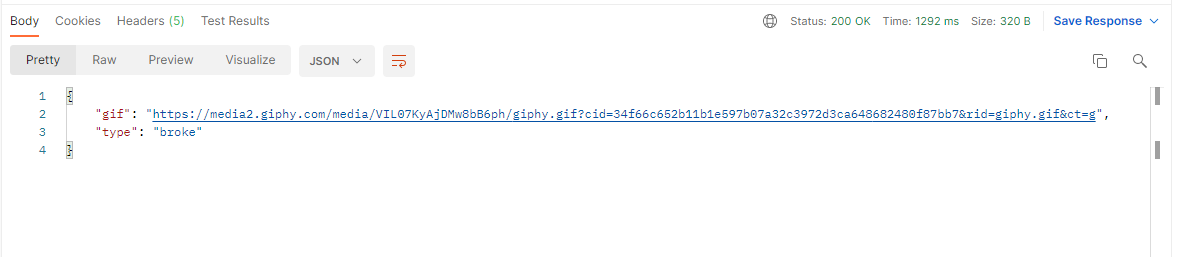 Body Cookies Headers (5) Test Results Status: 200 OK Time: 1292 ms Size: 320 B Save Response
Pretty Raw Preview Visualize JSON
1 {
2 "gif": "https://media2.giphy.com/media/VIL07KyAjDMw8bB6ph/giphy.gif?cid=34f66c652b11b1e597b07a32c3972d3ca648682480f87bb7&rid=giphy.gif&ct=g",
3 "type": "broke"
4 }